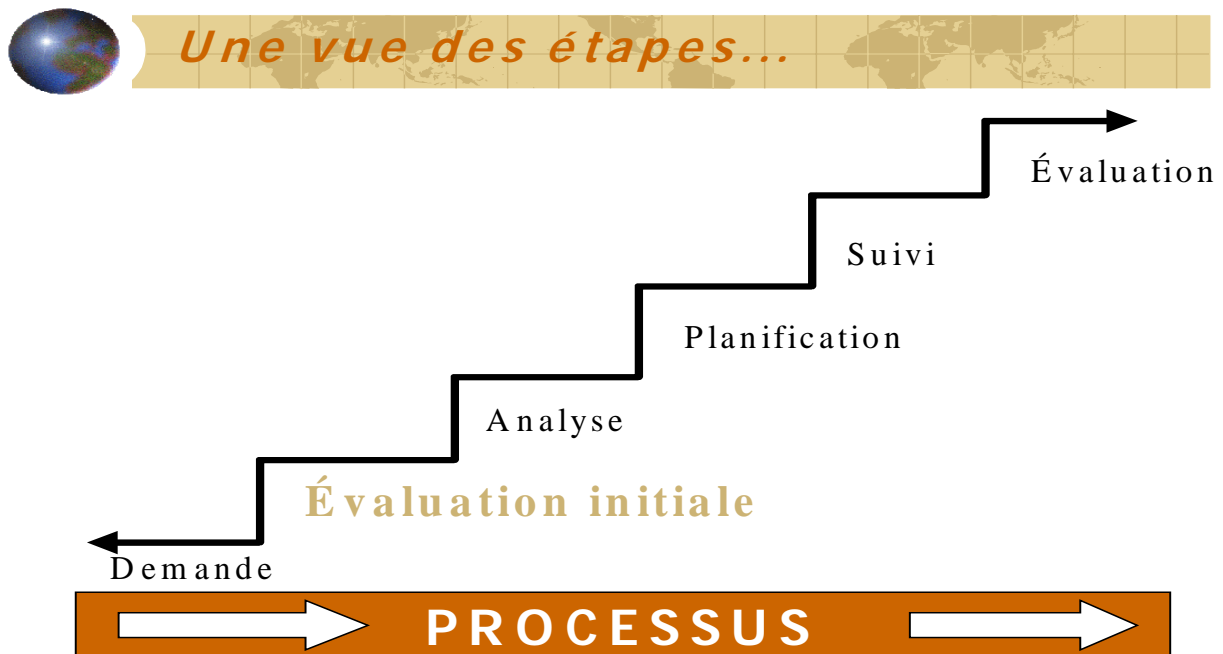 Une vue des étapes...
Évaluation
Suivi
Planification
Analyse
Évaluation initiale
Demande
PROCESSUS